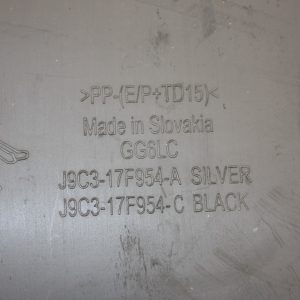 >PP-(E/P+TD15)<
Made in Slovakia
GG6LC
J9C3-17F954-A SILVER
J9C3-17F954-C BLACK